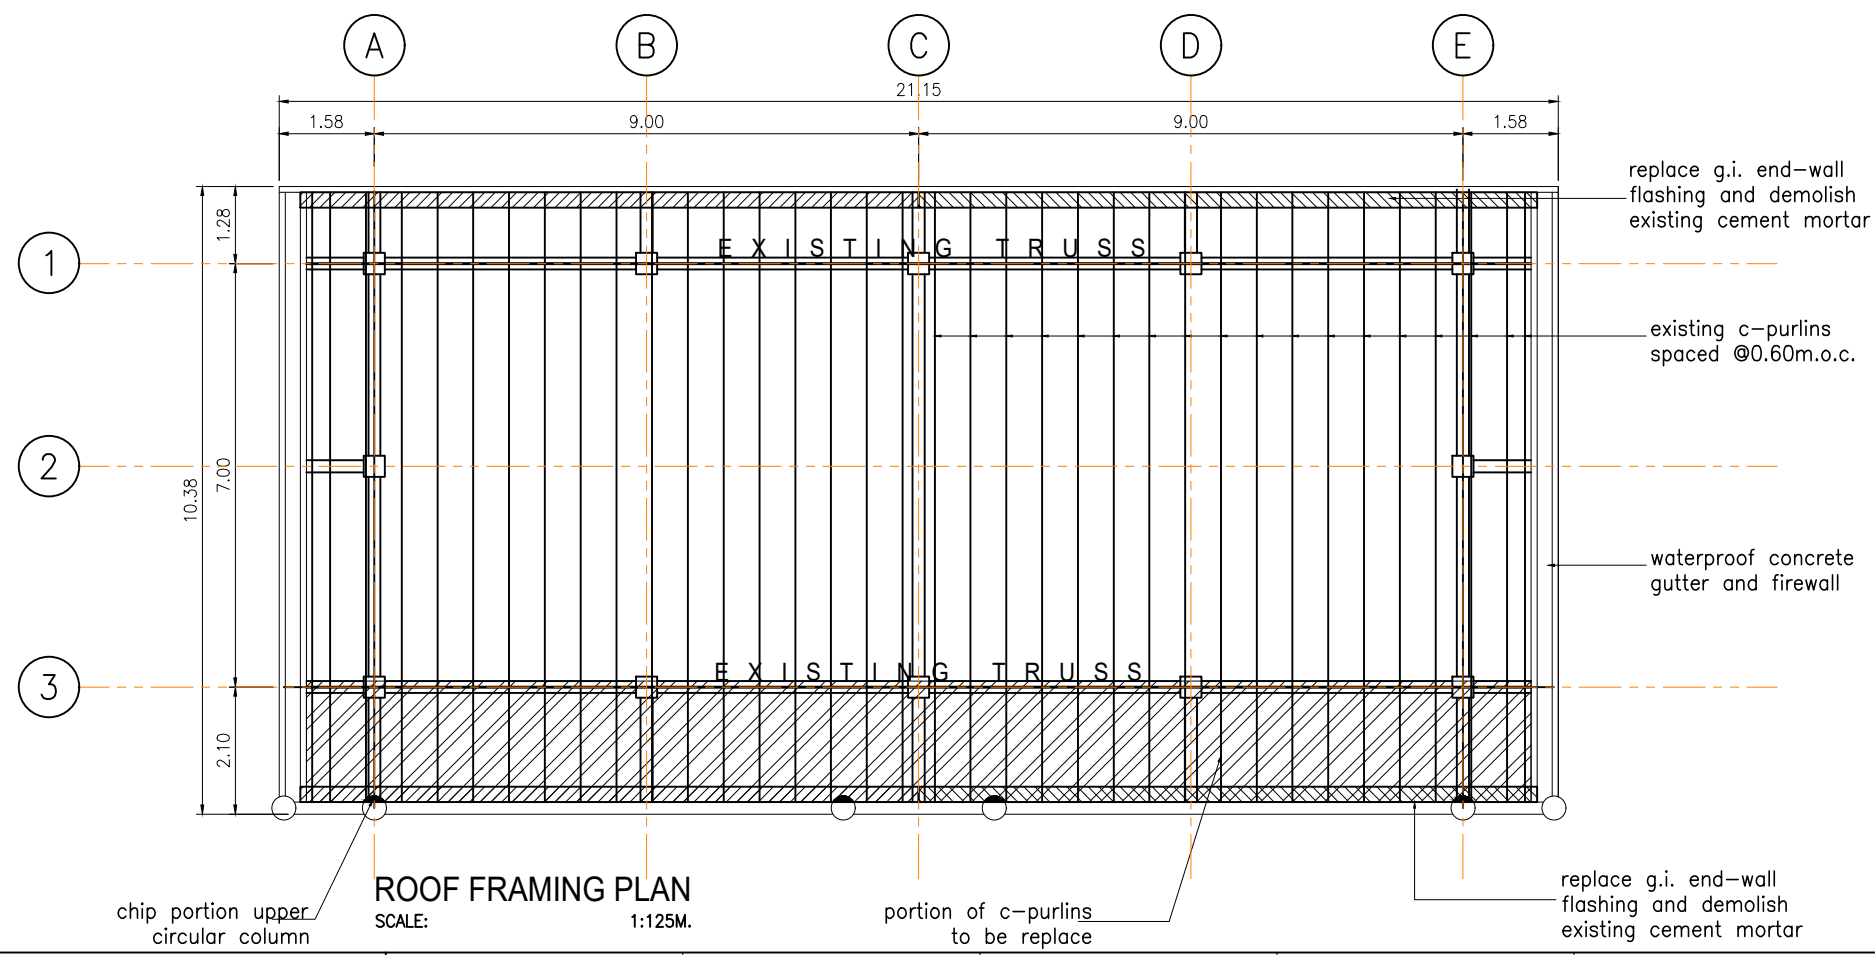 A B C D E
21.15
1.58 9.00 9.00 1.58
replace g.i. end-wall
flashing and demolish
existing cement mortar
1.28
1
EXISTING TRUSS
existing c-purlins
spaced @0.60m.o.c.
2
7.00
10.38
waterproof concrete
gutter and firewall
3
EXISTING TRUSS
2.10
ROOF FRAMING PLAN
SCALE: 1:125M.
chip portion upper
circular column
portion of c-purlins
to be replace
replace g.i. end-wall
flashing and demolish
existing cement mortar